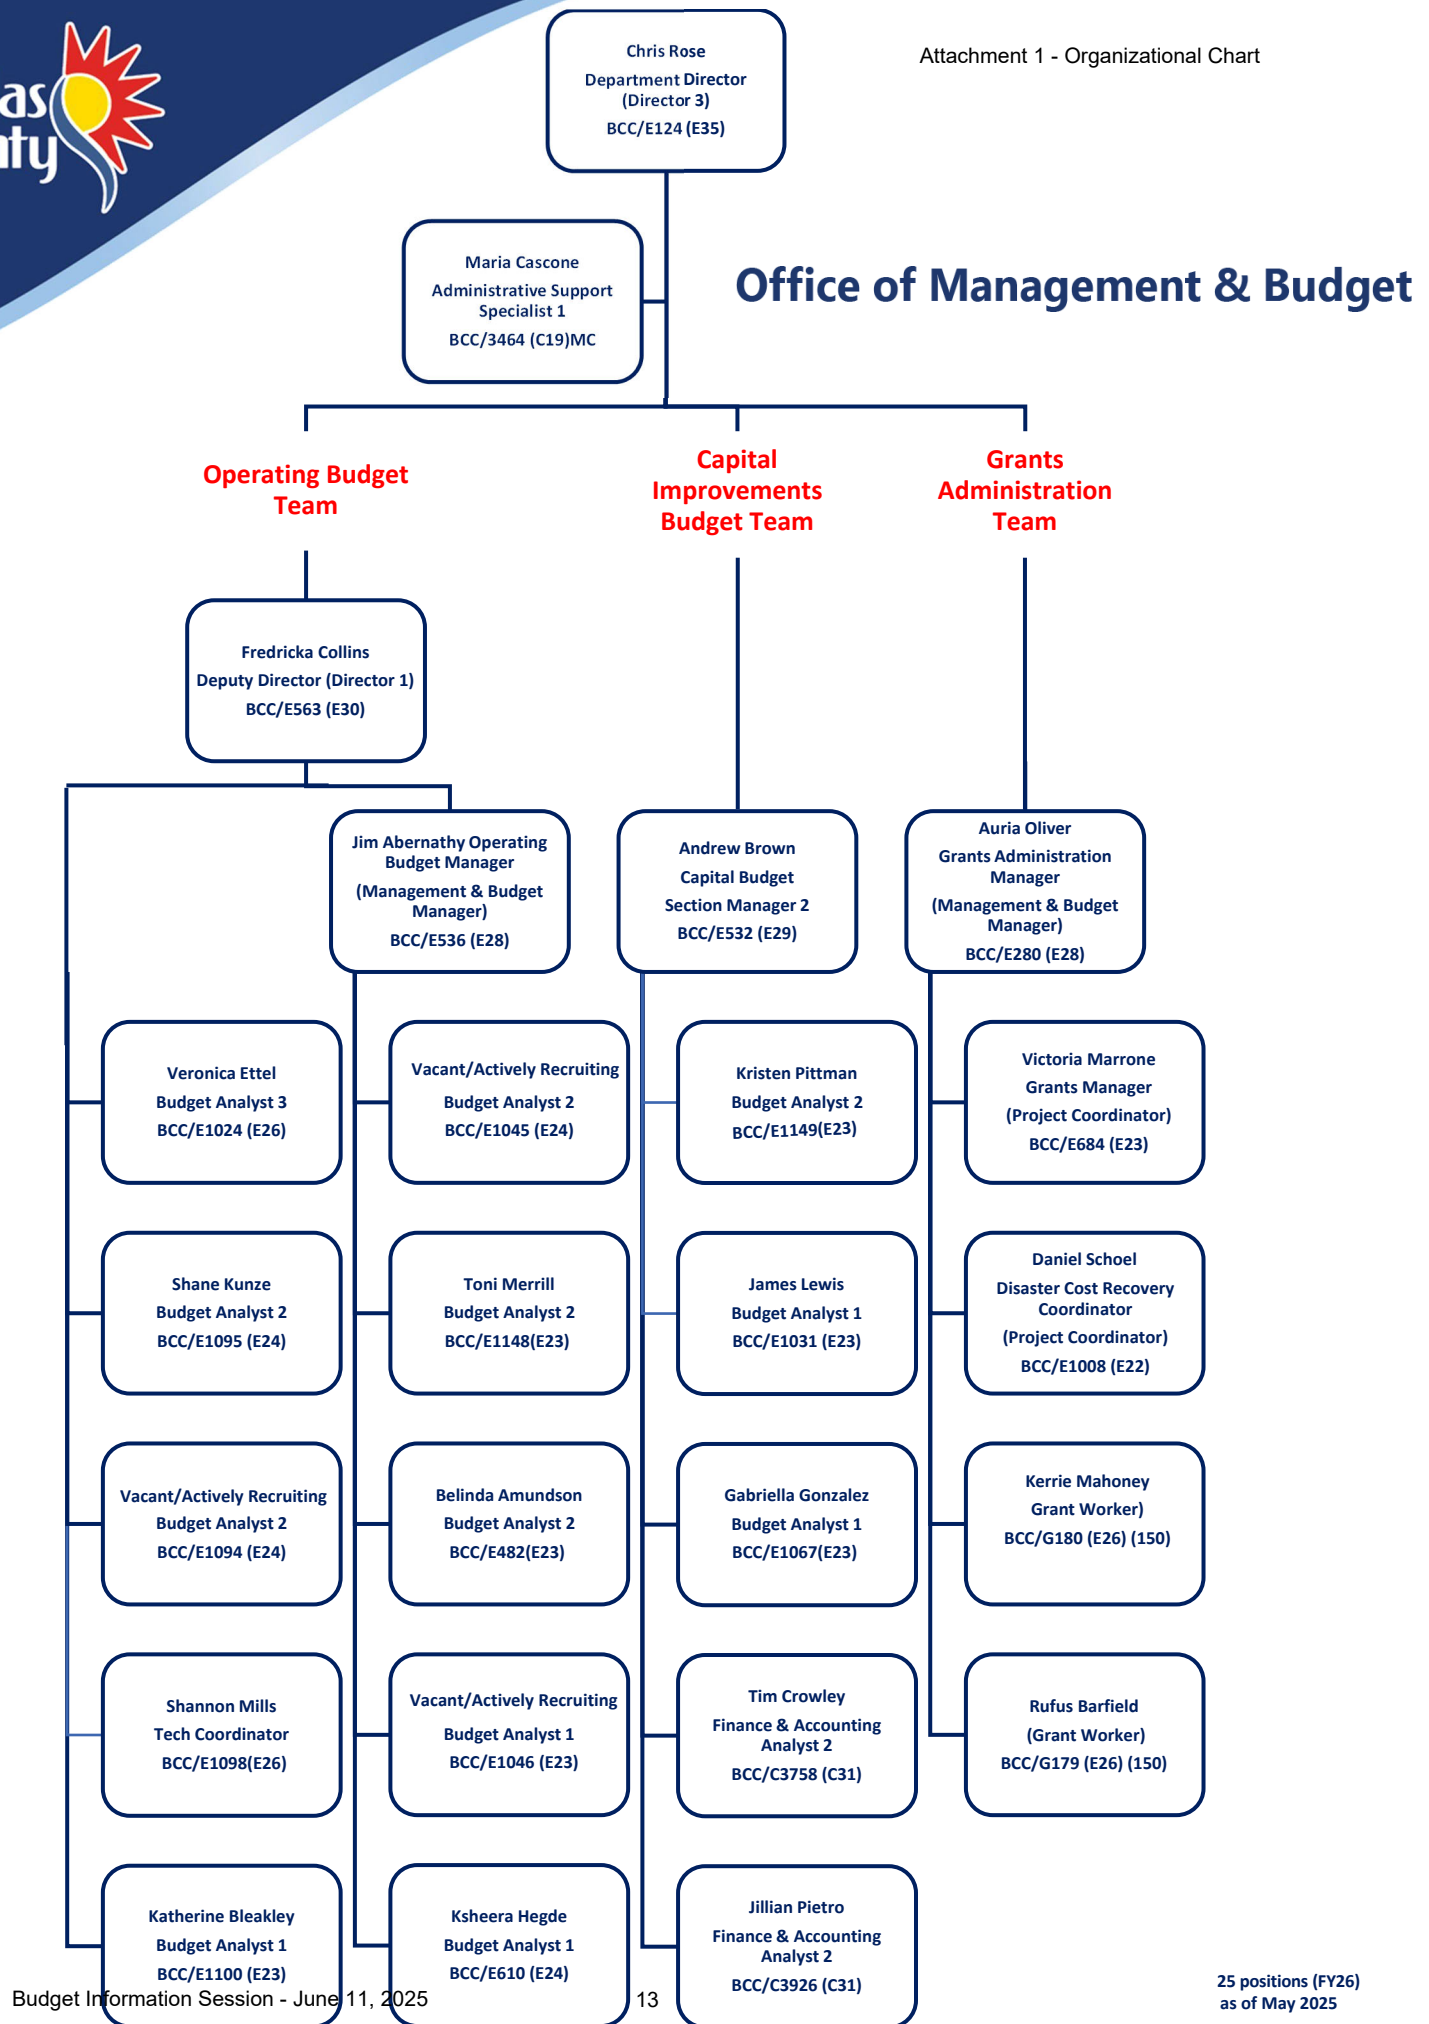 as
nty
Attachment 1 - Organizational Chart
Chris Rose
Department Director
(Director 3)
BCC/E124 (E35)
Maria Cascone
Administrative Support
Specialist 1
BCC/3464 (C19)MC
Office of Management & Budget
Operating Budget
Team
Capital
Improvements
Budget Team
Grants
Administration
Team
Fredricka Collins
Deputy Director (Director 1)
BCC/E563 (E30)
Jim Abernathy Operating
Budget Manager
(Management & Budget
Manager)
BCC/E536 (E28)
Andrew Brown
Capital Budget
Section Manager 2
BCC/E532 (E29)
Auria Oliver
Grants Administration
Manager
(Management & Budget
Manager)
BCC/E280 (E28)
Veronica Ettel
Budget Analyst 3
BCC/E1024 (E26)
Vacant/Actively Recruiting
Budget Analyst 2
BCC/E1045 (E24)
Kristen Pittman
Budget Analyst 2
BCC/E1149(E23)
Victoria Marrone
Grants Manager
(Project Coordinator)
BCC/E684 (E23)
Shane Kunze
Budget Analyst 2
BCC/E1095 (E24)
Toni Merrill
Budget Analyst 2
BCC/E1148(E23)
James Lewis
Budget Analyst 1
BCC/E1031 (E23)
Daniel Schoel
Disaster Cost Recovery
Coordinator
(Project Coordinator)
BCC/E1008 (E22)
Vacant/Actively Recruiting
Budget Analyst 2
BCC/E1094 (E24)
Belinda Amundson
Budget Analyst 2
BCC/E482(E23)
Gabriella Gonzalez
Budget Analyst 1
BCC/E1067(E23)
Kerrie Mahoney
Grant Worker)
BCC/G180 (E26) (150)
Shannon Mills
Tech Coordinator
BCC/E1098(E26)
Vacant/Actively Recruiting
Budget Analyst 1
BCC/E1046 (E23)
Tim Crowley
Finance & Accounting
Analyst 2
BCC/C3758 (C31)
Rufus Barfield
(Grant Worker)
BCC/G179 (E26) (150)
Katherine Bleakley
Budget Analyst 1
BCC/E1100 (E23)
Ksheera Hegde
Budget Analyst 1
BCC/E610 (E24)
Jillian Pietro
Finance & Accounting
Analyst 2
BCC/C3926 (C31)
25 positions (FY26)
as of May 2025
Budget Information Session - June 11, 2025
13